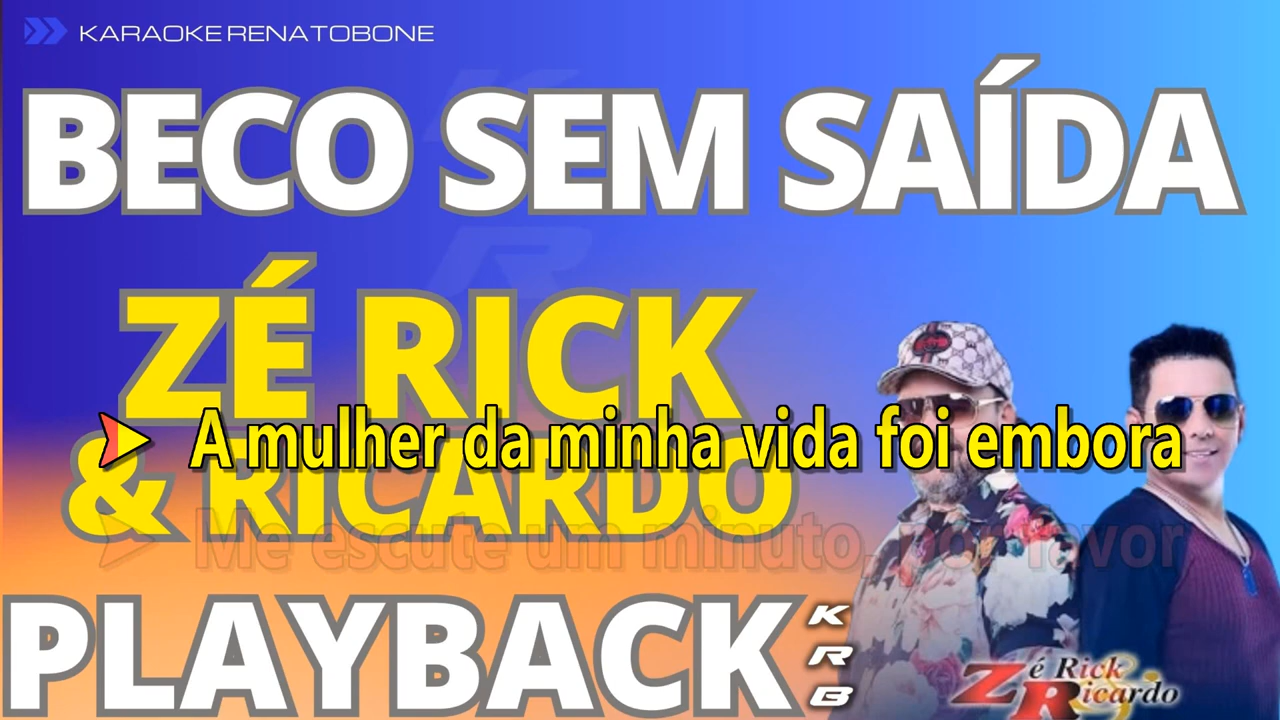 KARAOKE RENATOBONE
BECO SEM SAÍDA
ZÉ RICK
A mulher da minha vida foi embora
& RICARDO
Me escute um minuto, por favor
PLAYBACK
KRB
Zé Rick
& Ricardo